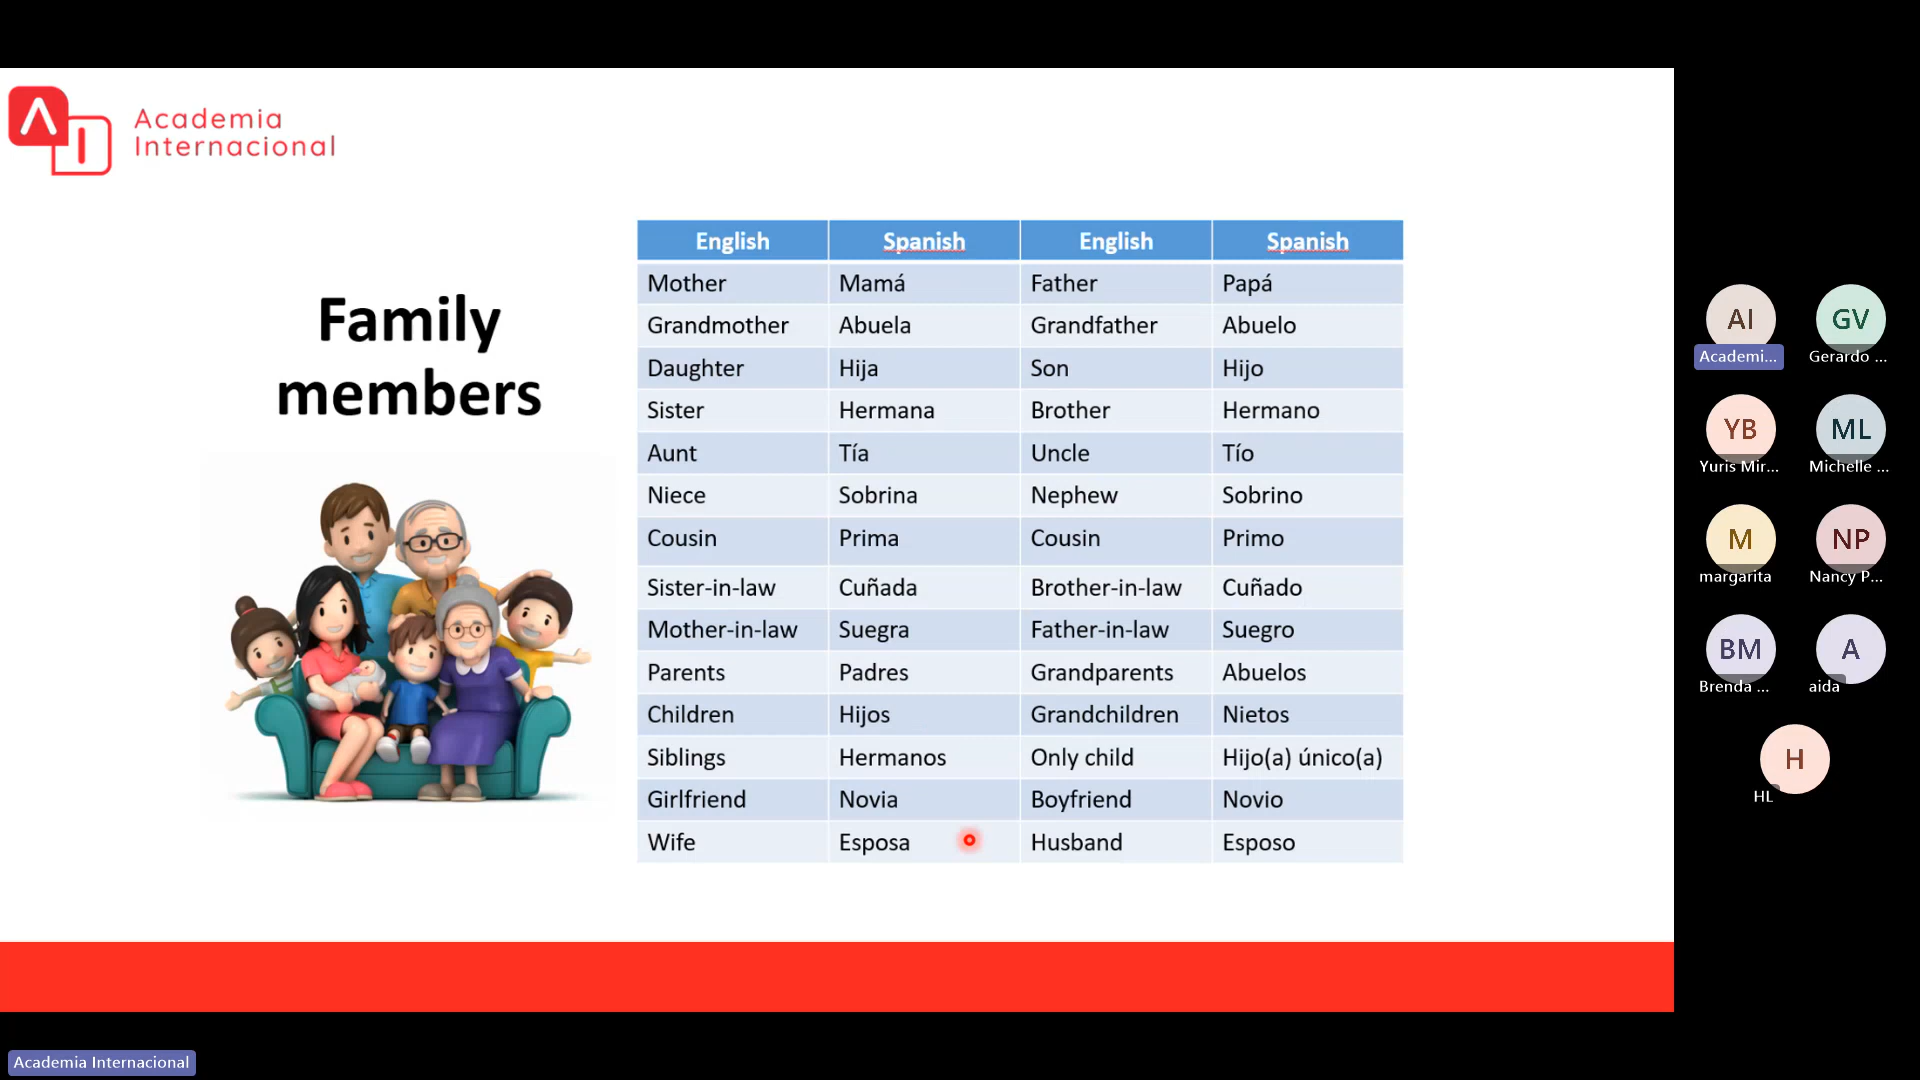 Academia
Internacional
Family
members
English Spanish English Spanish
Mother Mamá Father Papá
Grandmother Abuela Grandfather Abuelo
Daughter Hija Son Hijo
Sister Hermana Brother Hermano
Aunt Tía Uncle Tío
Niece Sobrina Nephew Sobrino
Cousin Prima Cousin Primo
Sister-in-law Cuñada Brother-in-law Cuñado
Mother-in-law Suegra Father-in-law Suegro
Parents Padres Grandparents Abuelos
Children Hijos Grandchildren Nietos
Siblings Hermanos Only child Hijo(a) único(a)
Girlfriend Novia Boyfriend Novio
Wife Esposa Husband Esposo
AI GV
Academi... Gerardo ...
YB ML
Yuris Mir... Michelle ...
M NP
margarita Nancy P...
BM A
Brenda ... aida
H
HL
Academia Internacional